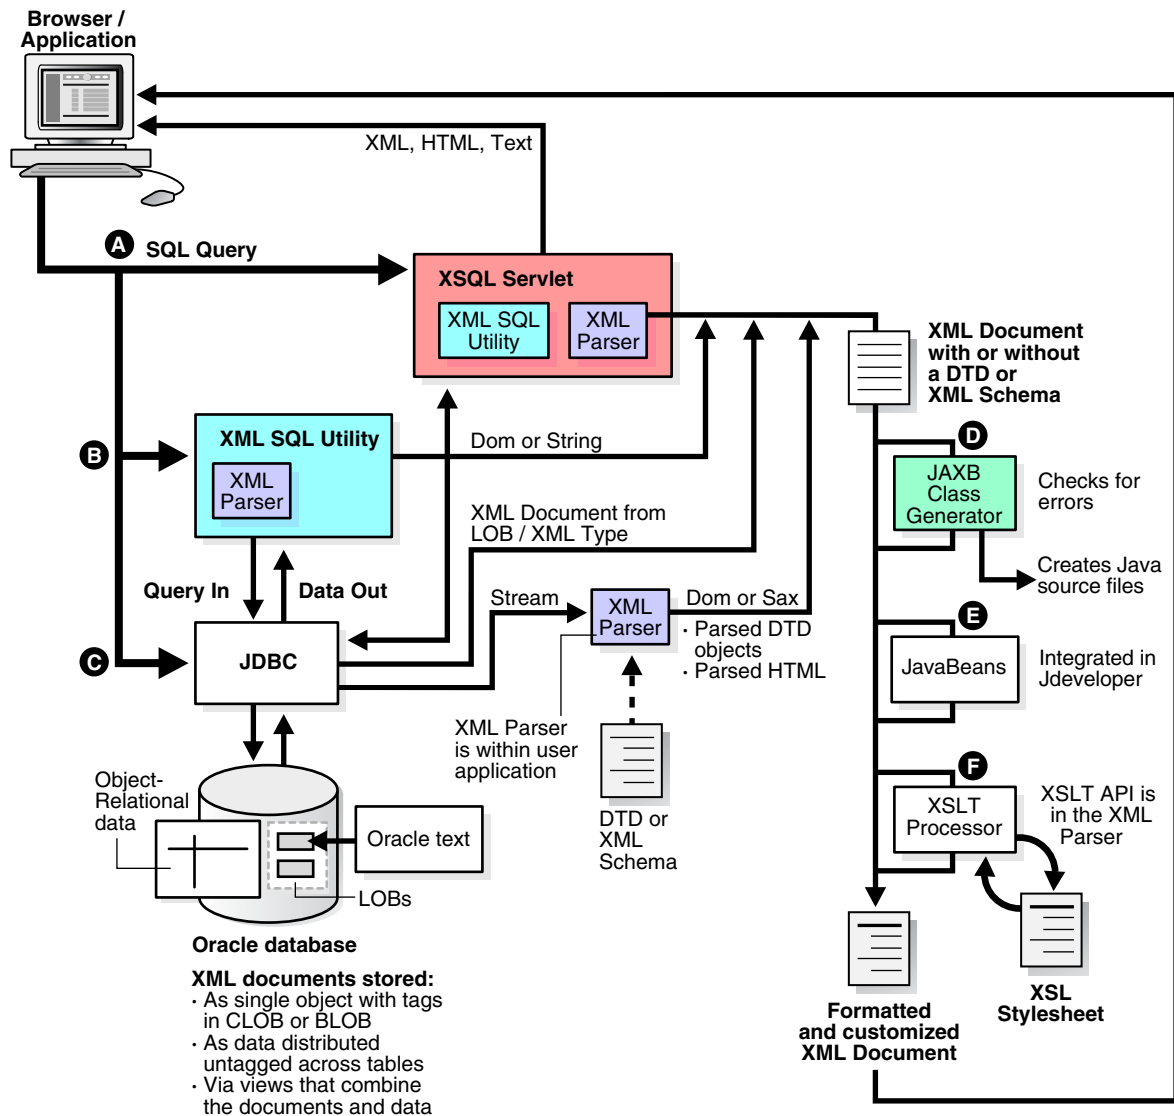 Browser /
Application
XML, HTML, Text
A
SQL Query
XSQL Servlet
XML SQL
Utility
XML
Parser
XML Document
with or without
a DTD or
XML Schema
B
XML SQL Utility
XML
Parser
Dom or String
D
JAXB
Class
Generator
Checks for
errors
XML Document from
LOB / XML Type
Creates Java
source files
Query In
Data Out
Stream
XML
Parser
Dom or Sax
· Parsed DTD
objects
· Parsed HTML
C
JDBC
E
JavaBeans
Integrated in
Jdeveloper
XML Parser
is within user
application
DTD or
XML
Schema
F
XSLT
Processor
XSLT API is
in the XML
Parser
Object-
Relational
data
Oracle text
LOBs
Oracle database
XML documents stored:
· As single object with tags
in CLOB or BLOB
· As data distributed
untagged across tables
· Via views that combine
the documents and data
Formatted
and customized
XML Document
XSL
Stylesheet